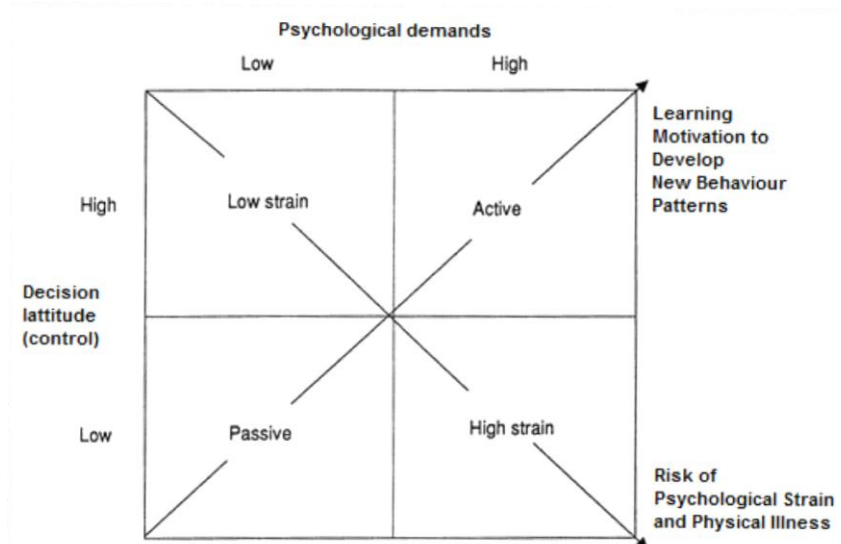 Psychological demands
Low
High
Learning
Motivation to
Develop
New Behaviour
Patterns
High
Low strain
Active
Decision
lattitude
(control)
Low
Passive
High strain
Risk of
Psychological Strain
and Physical Illness